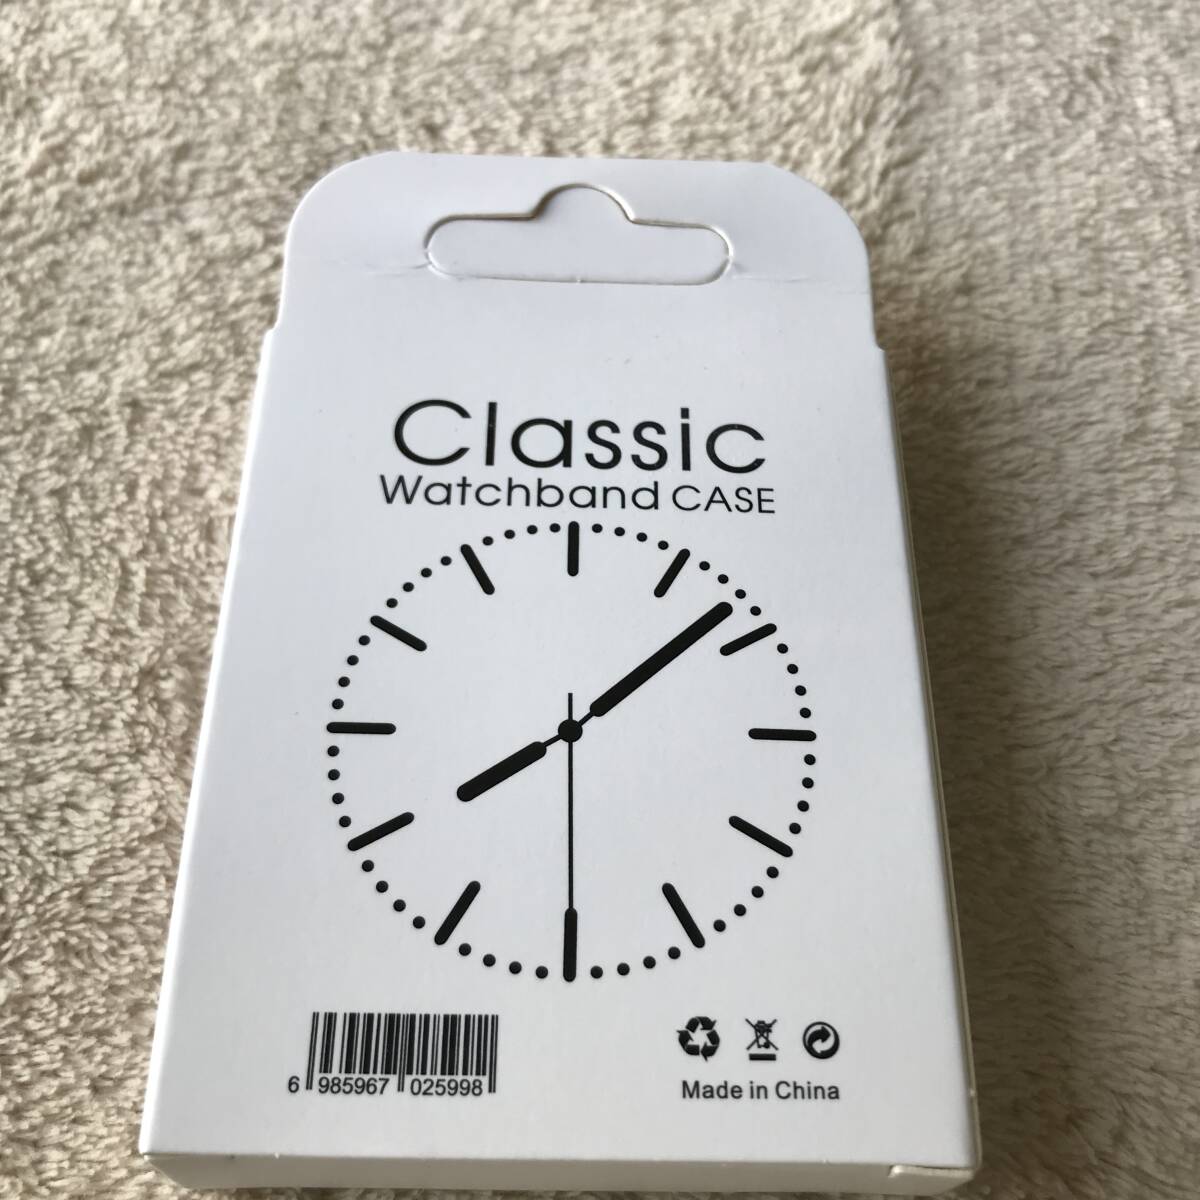 Classic
Watchband CASE
6 985967 025998
Made in China